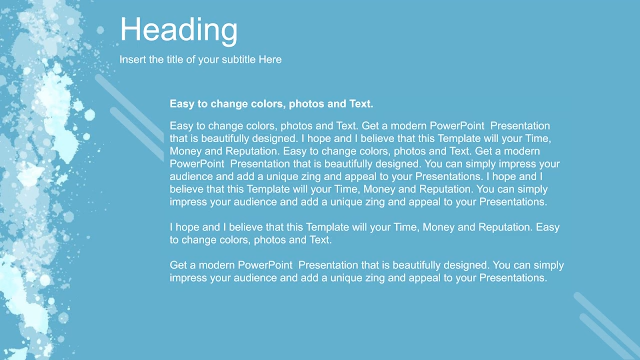 Heading
Insert the title of your subtitle Here
Easy to change colors, photos and Text.
Easy to change colors, photos and Text. Get a modern PowerPoint  Presentation
that is beautifully designed. I hope and I believe that this Template will your Time,
Money and Reputation. Easy to change colors, photos and Text. Get a modern
PowerPoint  Presentation that is beautifully designed. You can simply impress your
audience and add a unique zing and appeal to your Presentations. I hope and I
believe that this Template will your Time, Money and Reputation. You can simply
impress your audience and add a unique zing and appeal to your Presentations.
I hope and I believe that this Template will your Time, Money and Reputation. Easy
to change colors, photos and Text.
Get a modern PowerPoint  Presentation that is beautifully designed. You can simply
impress your audience and add a unique zing and appeal to your Presentations.